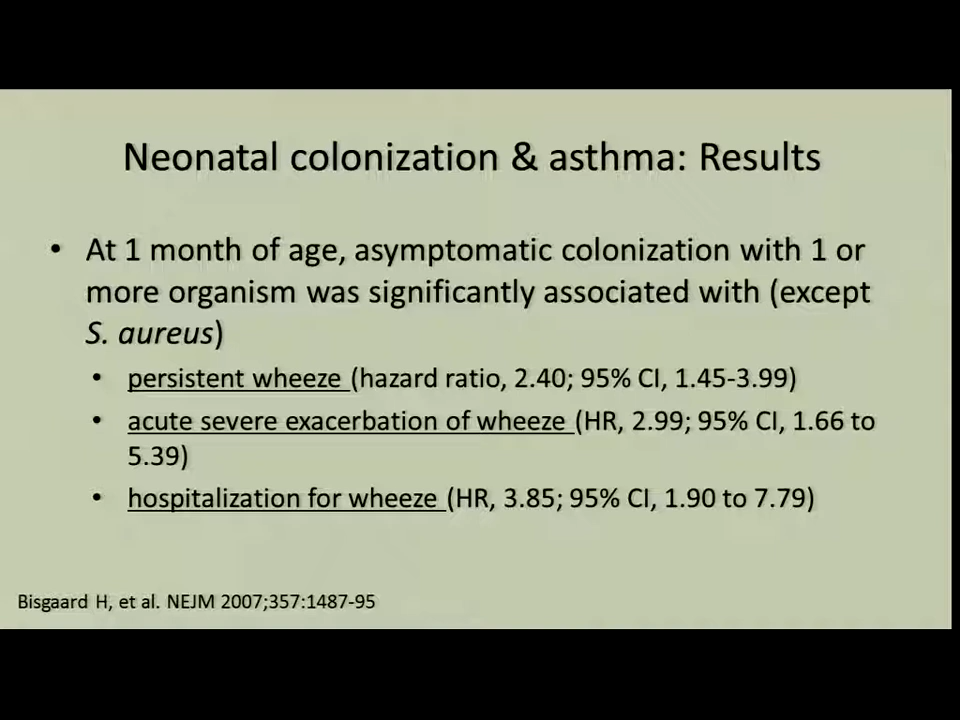 Neonatal colonization & asthma: Results
• At 1 month of age, asymptomatic colonization with 1 or
more organism was significantly associated with (except
S. aureus)
• persistent wheeze (hazard ratio, 2.40; 95% CI, 1.45-3.99)
• acute severe exacerbation of wheeze (HR, 2.99; 95% CI, 1.66 to
5.39)
• hospitalization for wheeze (HR, 3.85; 95% CI, 1.90 to 7.79)
Bisgaard H, et al. NEJM 2007;357:1487-95